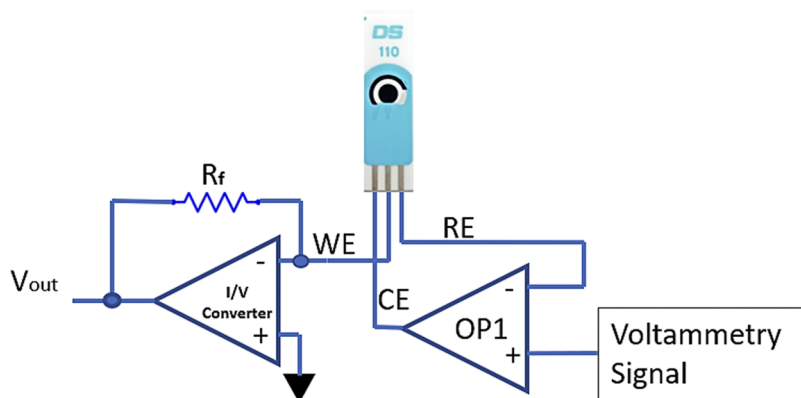 DS
110
Rf
WE
RE
Vout
-
I/V
Converter
+
CE
-
OP1
+
Voltammetry
Signal